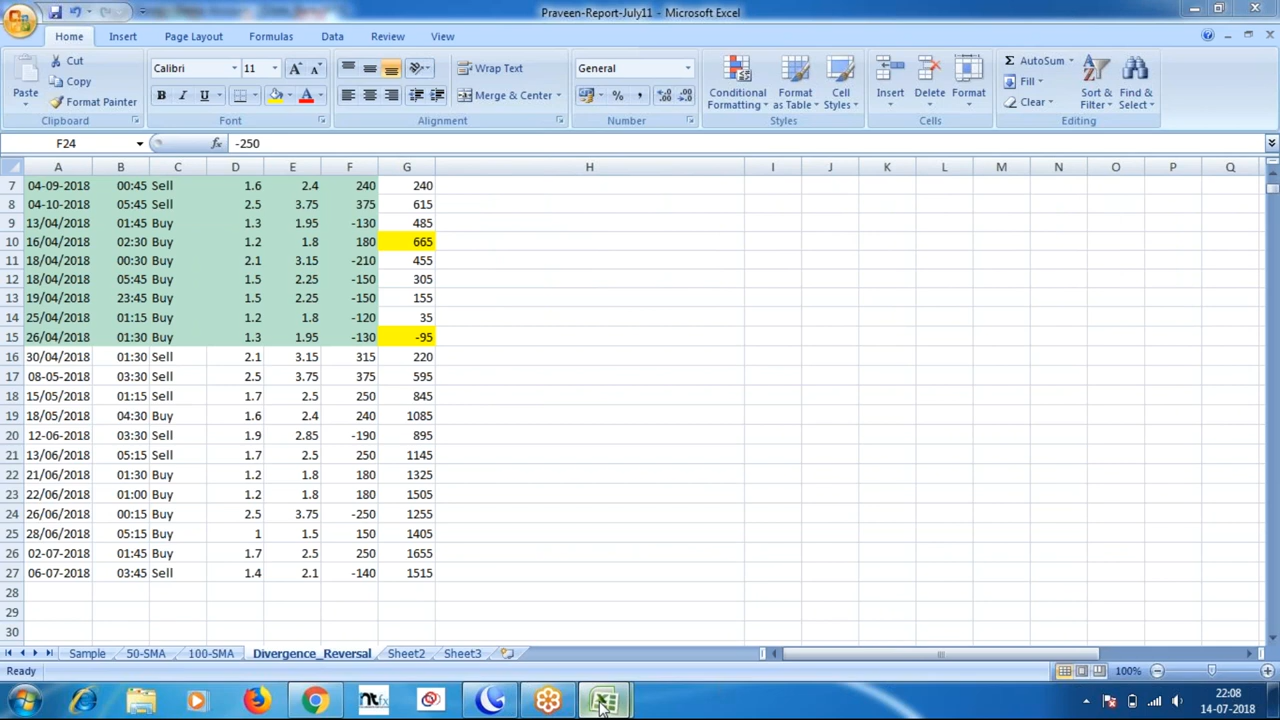 Praveen-Report-July11 - Microsoft Excel
Home Insert Page Layout Formulas Data Review View
Paste Cut Copy Format Painter Clipboard
Calibri 11 A A B I U A Font
Wrap Text Merge & Center Alignment
General % , Number
Conditional Formatting Format as Table Cell Styles Styles
Insert Delete Format Cells
Σ AutoSum Fill Clear Sort & Filter Find & Select Editing
F24 fx -250
A B C D E F G H I J K L M N O P Q
7 04-09-2018 00:45 Sell 1.6 2.4 240 240
8 04-10-2018 05:45 Sell 2.5 3.75 375 615
9 13/04/2018 01:45 Buy 1.3 1.95 -130 485
10 16/04/2018 02:30 Buy 1.2 1.8 180 665
11 18/04/2018 00:30 Buy 2.1 3.15 -210 455
12 18/04/2018 05:45 Buy 1.5 2.25 -150 305
13 19/04/2018 23:45 Buy 1.5 2.25 -150 155
14 25/04/2018 01:15 Buy 1.2 1.8 -120 35
15 26/04/2018 01:30 Buy 1.3 1.95 -130 -95
16 30/04/2018 01:30 Sell 2.1 3.15 315 220
17 08-05-2018 03:30 Sell 2.5 3.75 375 595
18 15/05/2018 01:15 Sell 1.7 2.5 250 845
19 18/05/2018 04:30 Buy 1.6 2.4 240 1085
20 12-06-2018 03:30 Sell 1.9 2.85 -190 895
21 13/06/2018 05:15 Sell 1.7 2.5 250 1145
22 21/06/2018 01:30 Buy 1.2 1.8 180 1325
23 22/06/2018 01:00 Buy 1.2 1.8 180 1505
24 26/06/2018 00:15 Buy 2.5 3.75 -250 1255
25 28/06/2018 05:15 Buy 1 1.5 150 1405
26 02-07-2018 01:45 Buy 1.7 2.5 250 1655
27 06-07-2018 03:45 Sell 1.4 2.1 -140 1515
28
29
30
Sample 50-SMA 100-SMA Divergence_Reversal Sheet2 Sheet3
Ready 100%
ntfx
22:08
14-07-2018